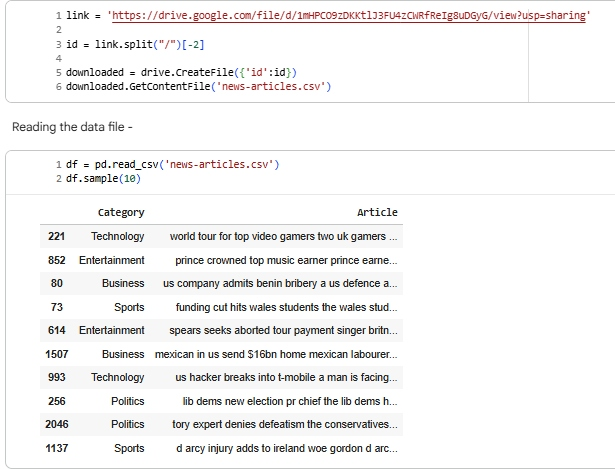 1 link = 'https://drive.google.com/file/d/1mHPCO9zDKKtlJ3FU4zCWRfReIg8uDGyG/view?usp=sharing'
2
3 id = link.split("/")[-2]
4
5 downloaded = drive.CreateFile({'id':id})
6 downloaded.GetContentFile('news-articles.csv')
Reading the data file -
1 df = pd.read_csv('news-articles.csv')
2 df.sample(10)
Category Article
221 Technology world tour for top video gamers two uk gamers ...
852 Entertainment prince crowned top music earner prince earne...
80 Business us company admits benin bribery a us defence a...
73 Sports funding cut hits wales students the wales stud...
614 Entertainment spears seeks aborted tour payment singer britn...
1507 Business mexican in us send $16bn home mexican labourer...
993 Technology us hacker breaks into t-mobile a man is facing...
256 Politics lib dems new election pr chief the lib dems h...
2046 Politics tory expert denies defeatism the conservatives...
1137 Sports d arcy injury adds to ireland woe gordon d arc...